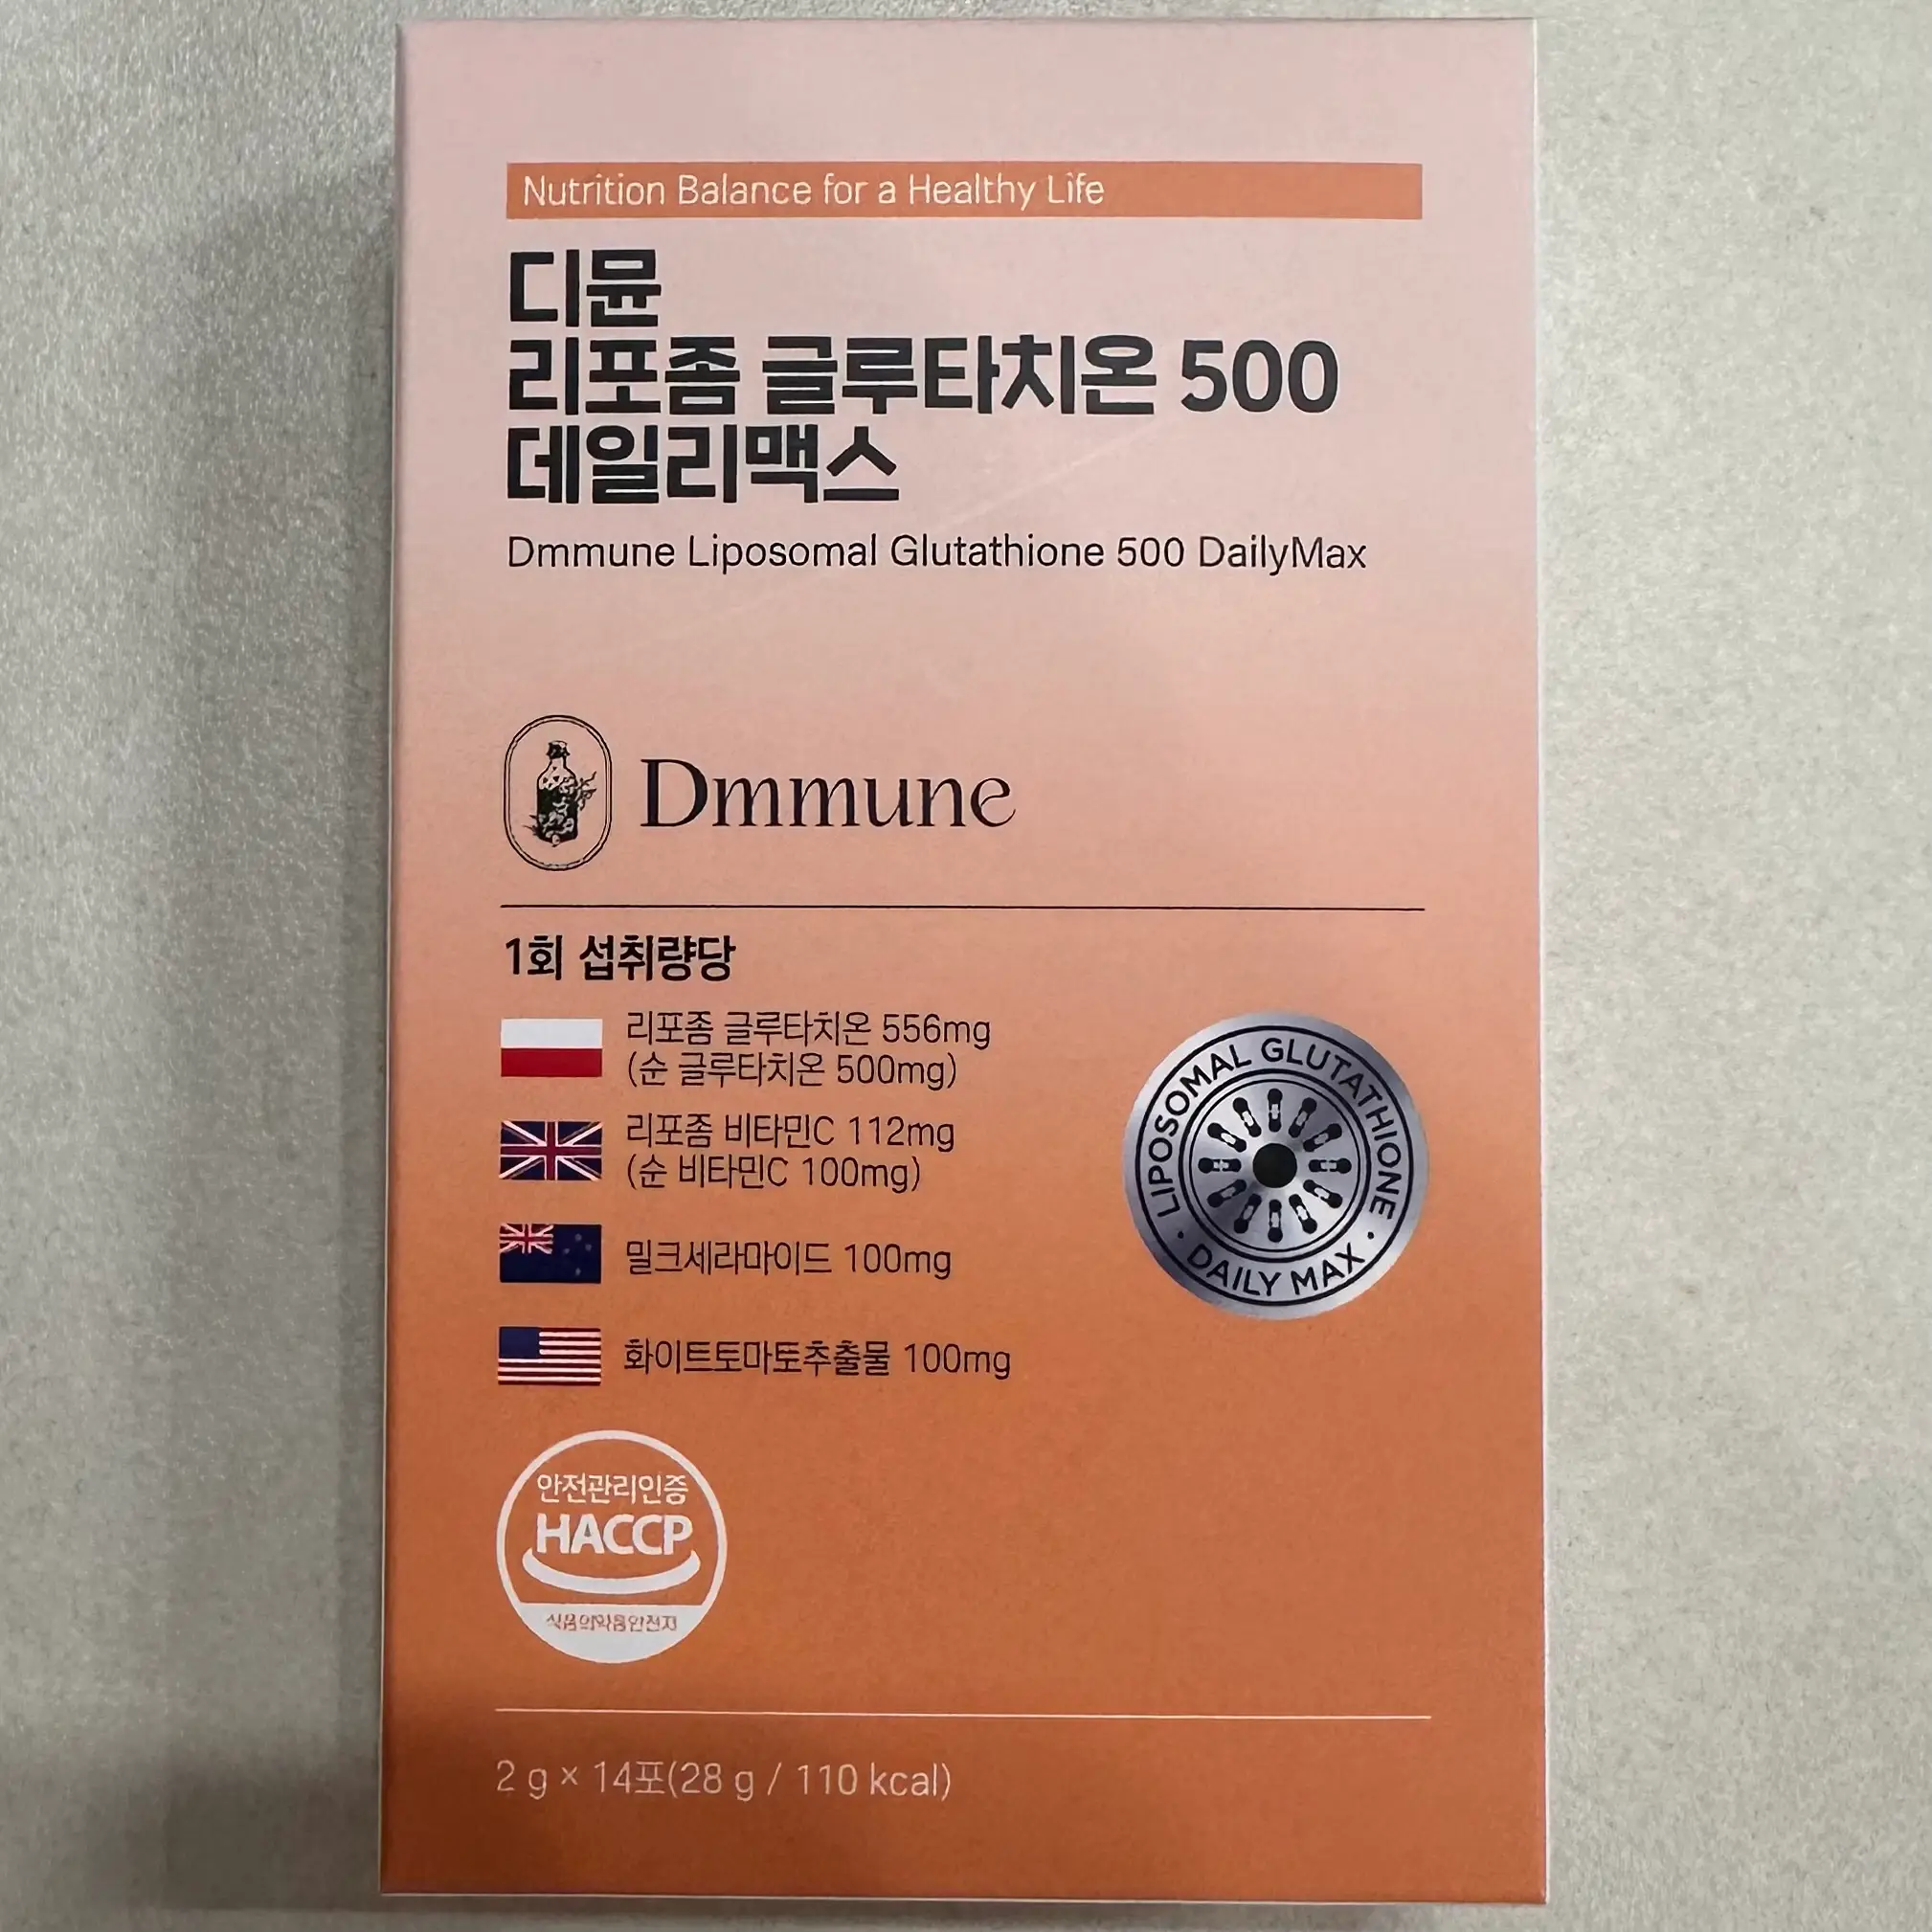 Nutrition Balance for a Healthy Life
디뮨
리포좀 글루타치온 500
데일리맥스
Dmmune Liposomal Glutathione 500 DailyMax
Dmmune
1회 섭취량당
리포좀 글루타치온 556mg
(순 글루타치온 500mg)
리포좀 비타민C 112mg
(순 비타민C 100mg)
밀크세라마이드 100mg
화이트토마토추출물 100mg
LIPOSOMAL GLUTATHIONE
· DAILY MAX ·
안전관리인증
HACCP
식품의약품안전처
2 g × 14포(28 g / 110 kcal)